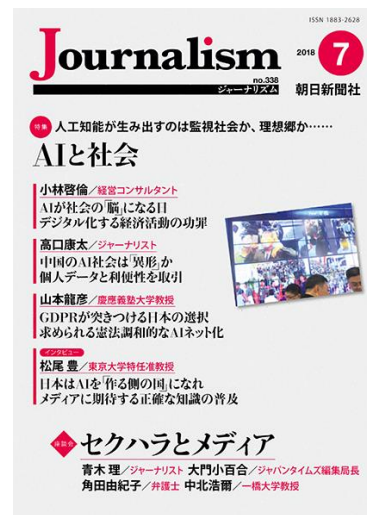 ISSN 1883-2628
Journalism
2018 7
no.338
ジャーナリズム
朝日新聞社
特集 人工知能が生み出すのは監視社会か、理想郷か……
AIと社会
小林啓倫/経営コンサルタント
AIが社会の「脳」になる日
デジタル化する経済活動の功罪
高口康太/ジャーナリスト
中国のAI社会は「異形」か
個人データと利便性を取引
山本龍彦/慶應義塾大学教授
GDPRが突きつける日本の選択
求められる憲法調和的なAIネット化
インタビュー
松尾 豊/東京大学特任准教授
日本はAIを「作る側の国」になれ
メディアに期待する正確な知識の普及
座談会 セクハラとメディア
青木 理/ジャーナリスト 大門小百合/ジャパンタイムズ編集局長
角田由紀子/弁護士 中北浩爾/一橋大学教授